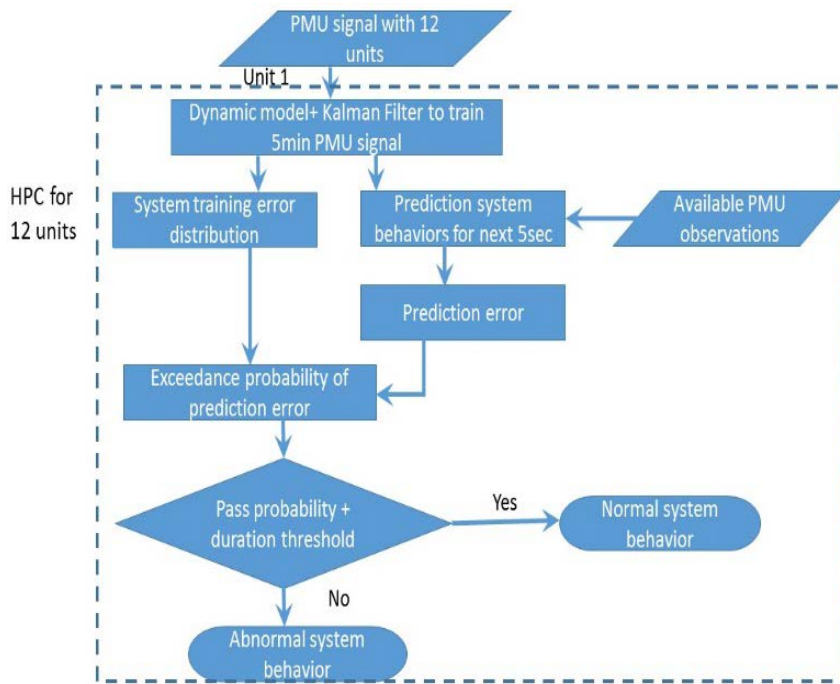 PMU signal with 12
units
Unit 1
Dynamic model+ Kalman Filter to train
5min PMU signal
HPC for
12 units
System training error
distribution
Prediction system
behaviors for next 5sec
Available PMU
observations
Prediction error
Exceedance probability of
prediction error
Pass probability +
duration threshold
Yes
Normal system
behavior
No
Abnormal system
behavior